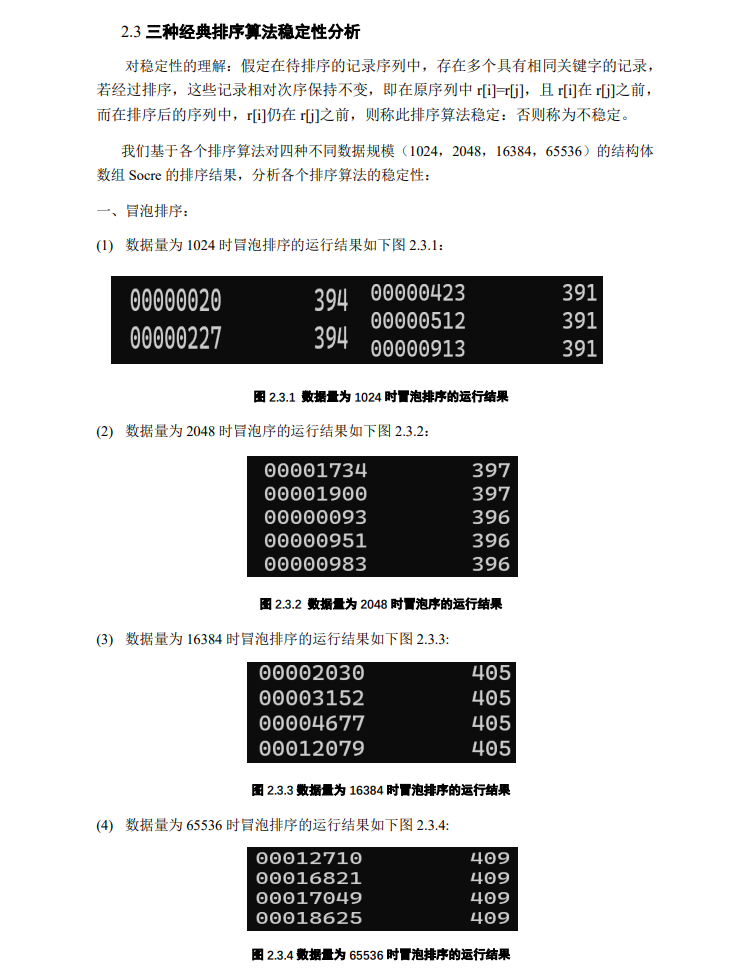 2.3 三种经典排序算法稳定性分析
对稳定性的理解：假定在待排序的记录序列中，存在多个具有相同关键字的记录，
若经过排序，这些记录相对次序保持不变，即在原序列中 r[i]=r[j]，且 r[i]在 r[j]之前，
而在排序后的序列中，r[i]仍在 r[j]之前，则称此排序算法稳定：否则称为不稳定。
我们基于各个排序算法对四种不同数据规模（1024，2048，16384，65536）的结构体
数组 Socre 的排序结果，分析各个排序算法的稳定性：
一、冒泡排序：
(1) 数据量为 1024 时冒泡排序的运行结果如下图 2.3.1：
00000020 394
00000227 394
00000423 391
00000512 391
00000913 391
图 2.3.1 数据量为 1024 时冒泡排序的运行结果
(2) 数据量为 2048 时冒泡序的运行结果如下图 2.3.2：
00001734 397
00001900 397
00000093 396
00000951 396
00000983 396
图 2.3.2 数据量为 2048 时冒泡序的运行结果
(3) 数据量为 16384 时冒泡排序的运行结果如下图 2.3.3:
00002030 405
00003152 405
00004677 405
00012079 405
图 2.3.3 数据量为 16384 时冒泡排序的运行结果
(4) 数据量为 65536 时冒泡排序的运行结果如下图 2.3.4:
00012710 409
00016821 409
00017049 409
00018625 409
图 2.3.4 数据量为 65536 时冒泡排序的运行结果